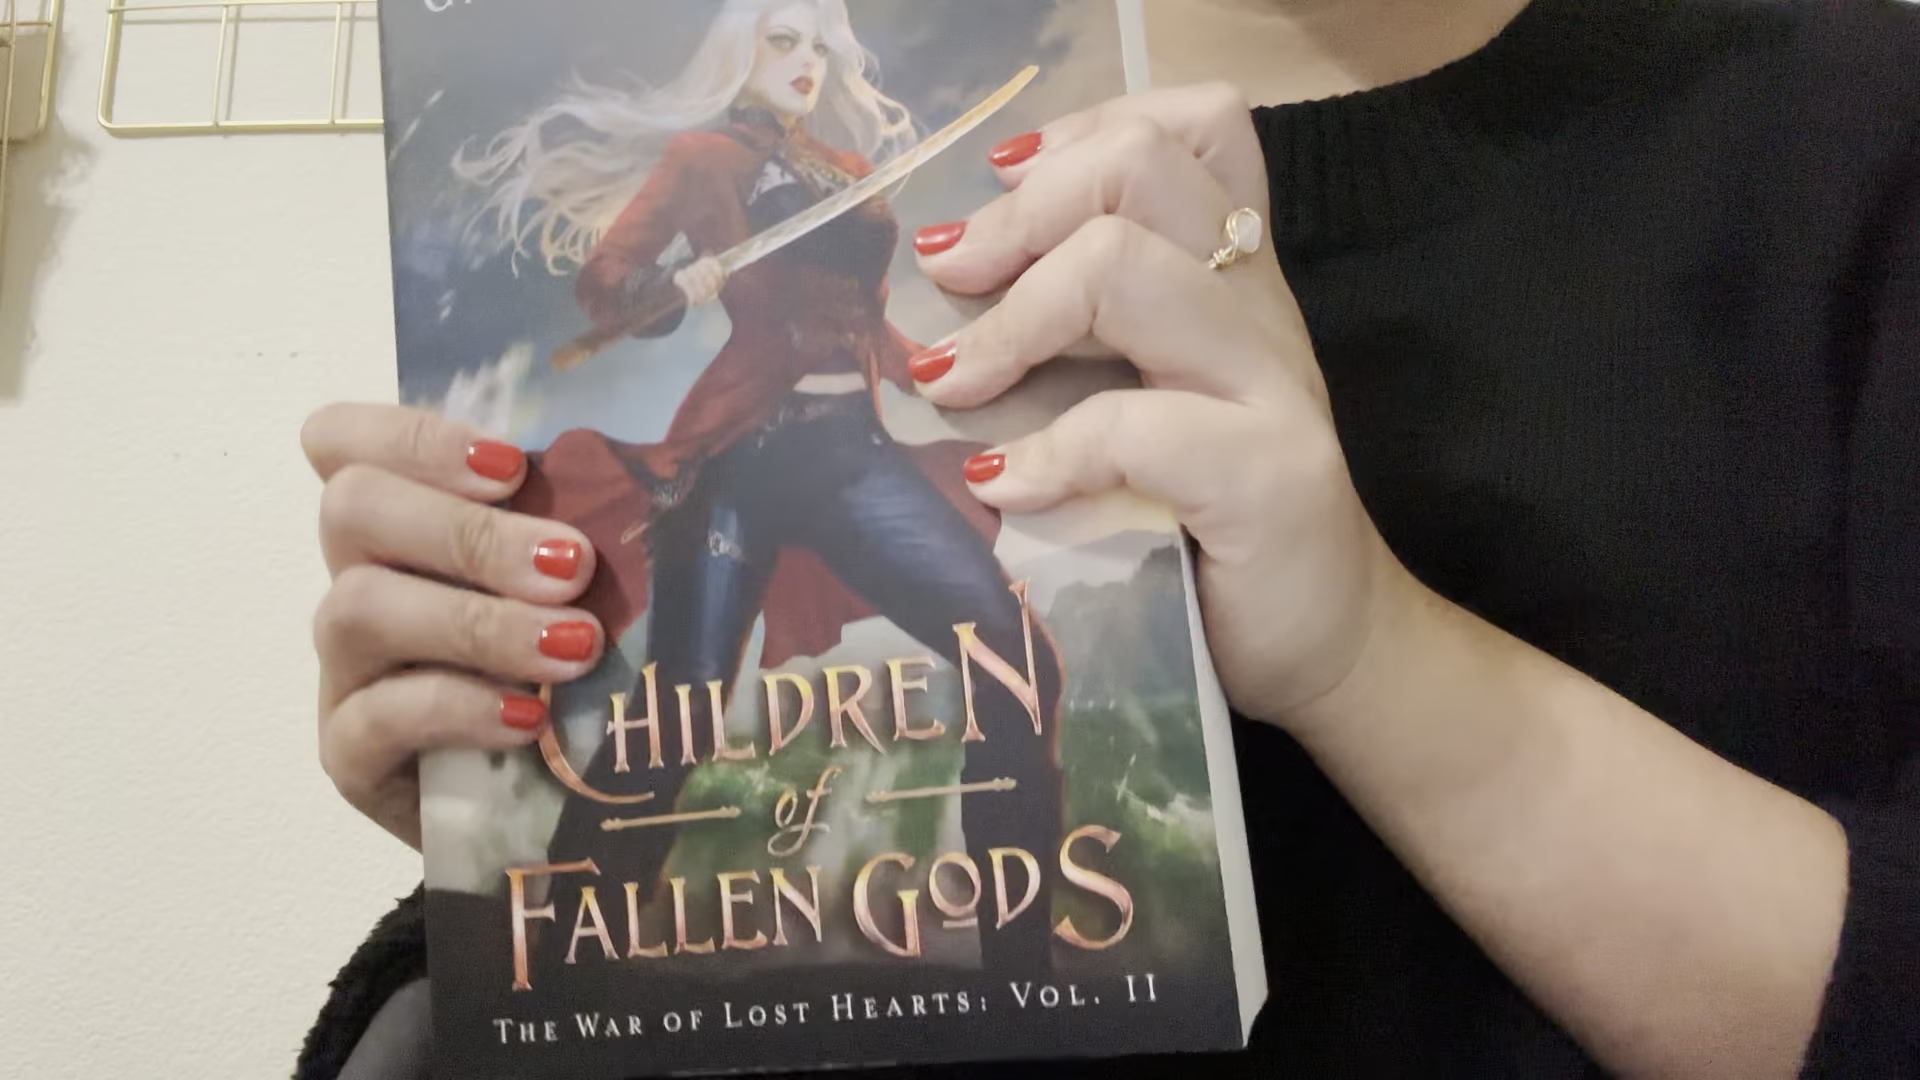 CHILDREN
of
FALLEN GODS
THE WAR OF LOST HEARTS: VOL. II